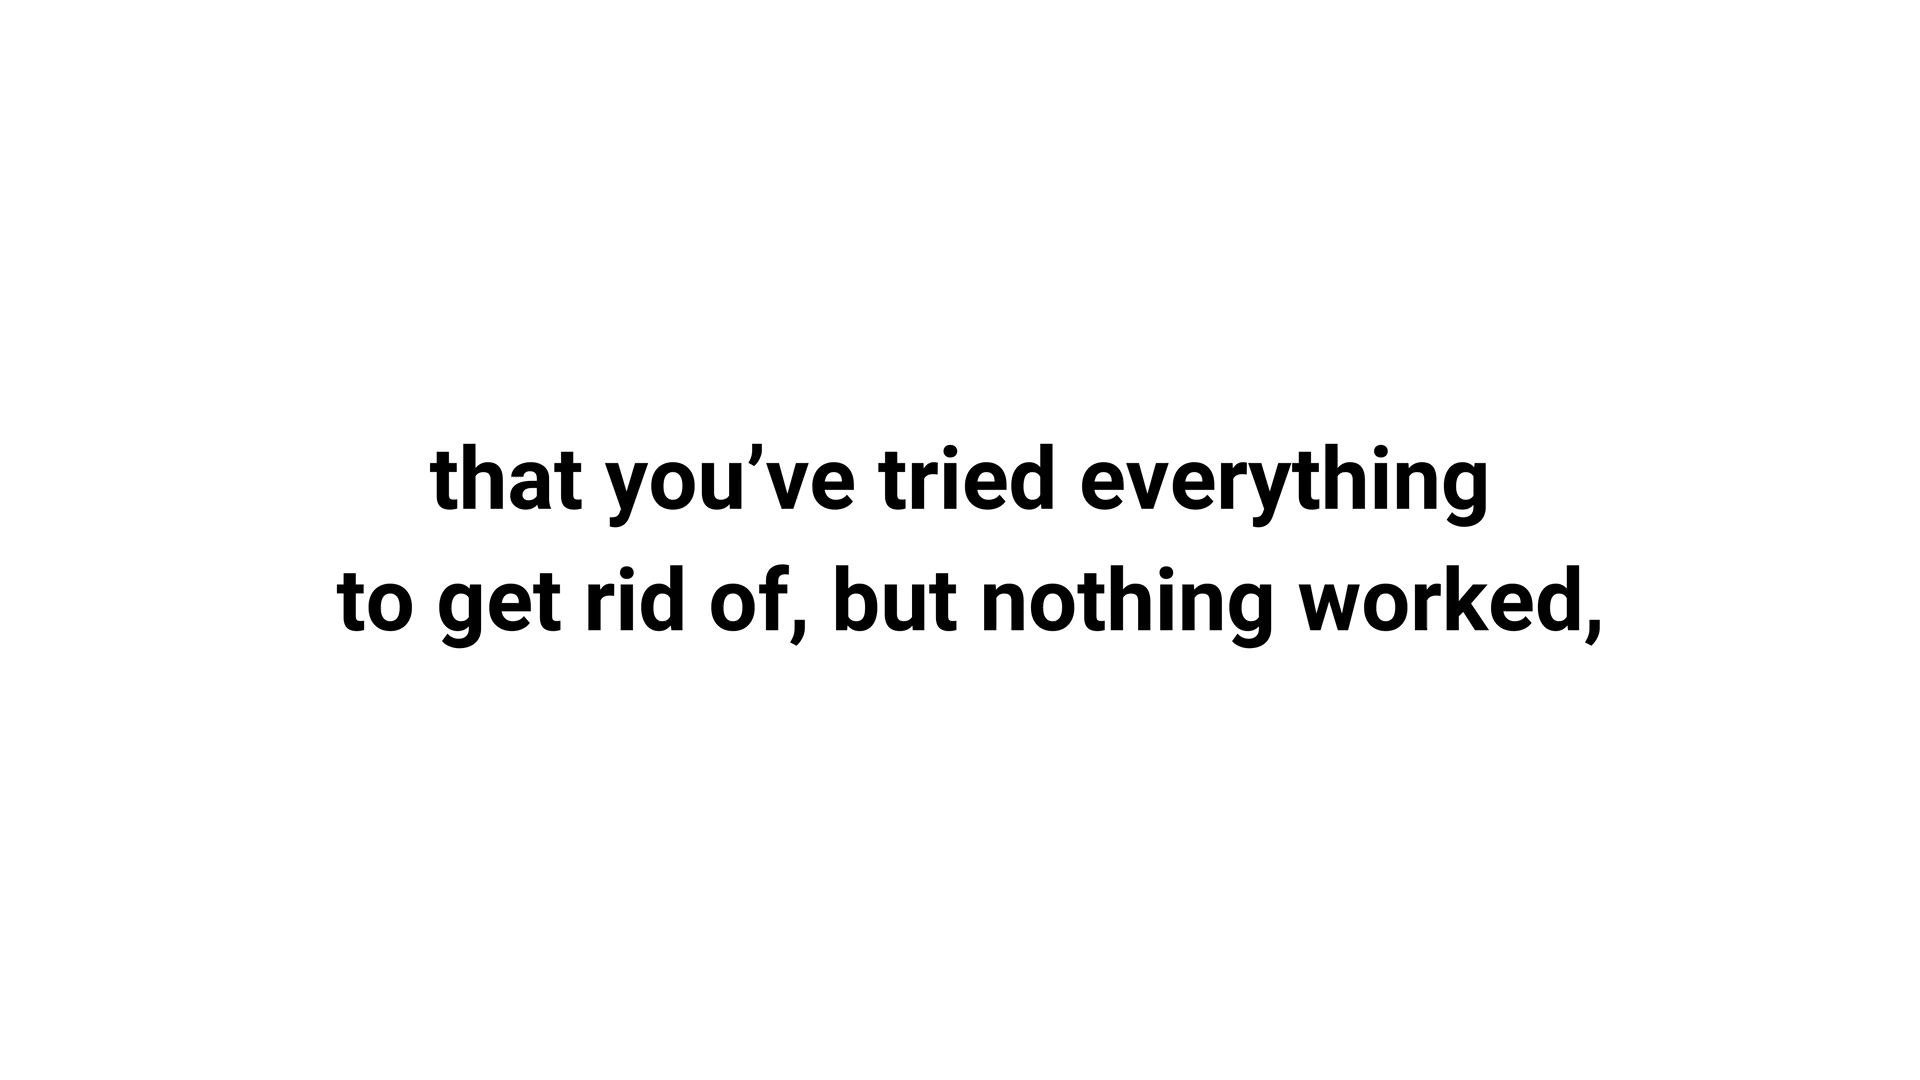 that you’ve tried everything
to get rid of, but nothing worked,